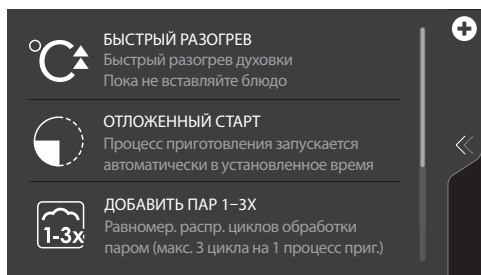 БЫСТРЫЙ РАЗОГРЕВ
Быстрый разогрев духовки
Пока не вставляйте блюдо
ОТЛОЖЕННЫЙ СТАРТ
Процесс приготовления запускается
автоматически в установленное время
1-3x
ДОБАВИТЬ ПАР 1–3X
Равномер. распр. циклов обработки
паром (макс. 3 цикла на 1 процесс приг.)